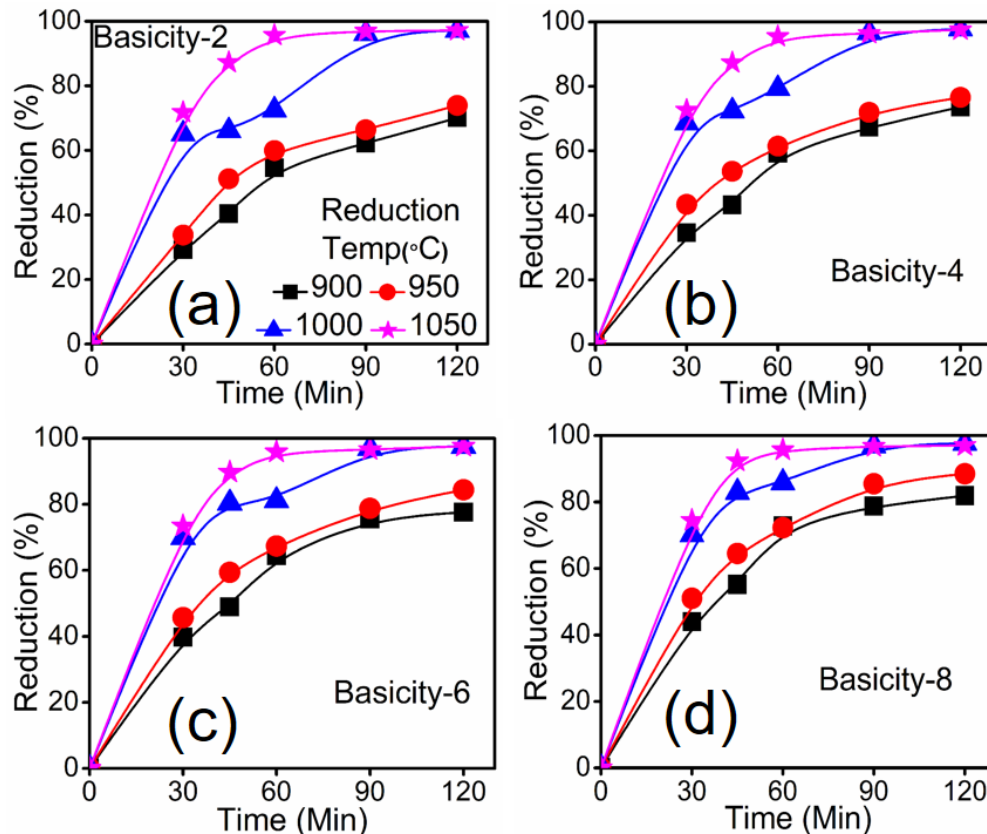 Basicity-2
Reduction (%)
100
80
60
40
20
0
Reduction
Temp(°C)
900 950
1000 1050
(a)
0 30 60 90 120
Time (Min)
Reduction (%)
100
80
60
40
20
0
(b)
Basicity-4
0 30 60 90 120
Time (Min)
Reduction (%)
100
80
60
40
20
0
(c)
Basicity-6
0 30 60 90 120
Time (Min)
Reduction (%)
100
80
60
40
20
0
(d)
Basicity-8
0 30 60 90 120
Time (Min)